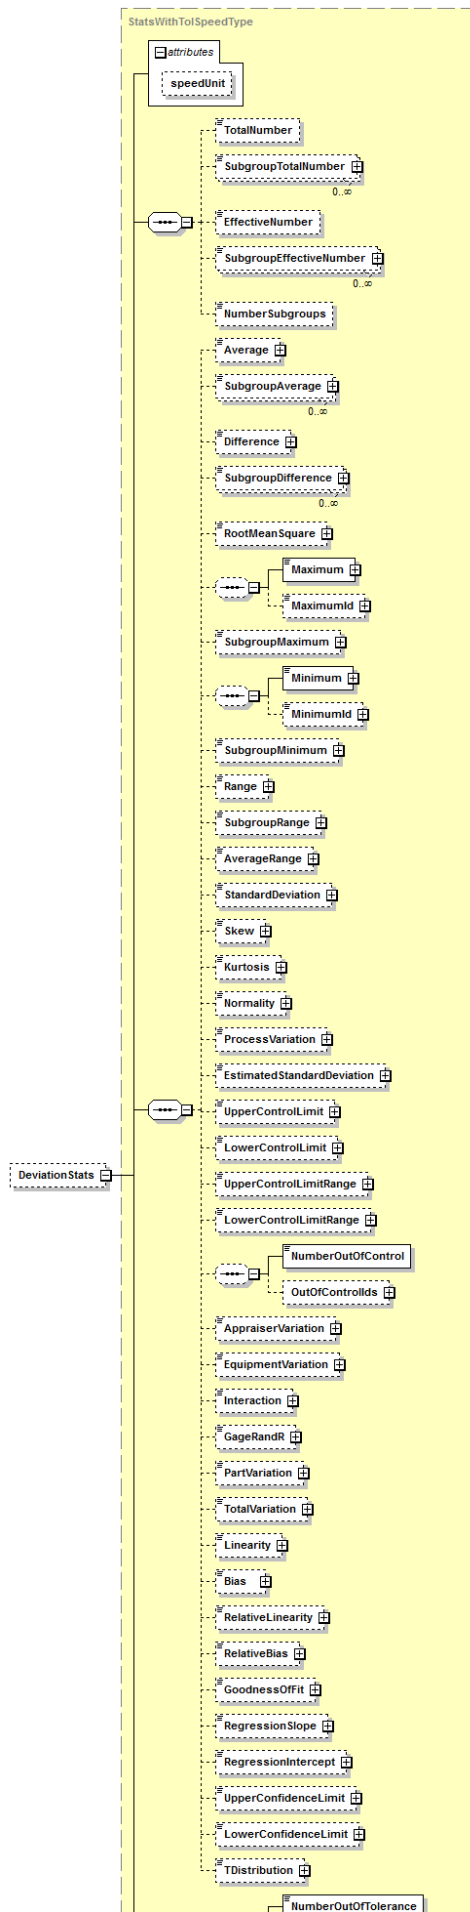 StatsWithTolSpeedType
attributes
speedUnit
TotalNumber
SubgroupTotalNumber
0..∞
EffectiveNumber
SubgroupEffectiveNumber
0..∞
NumberSubgroups
Average
SubgroupAverage
0..∞
Difference
SubgroupDifference
0..∞
RootMeanSquare
Maximum
MaximumId
SubgroupMaximum
Minimum
MinimumId
SubgroupMinimum
Range
SubgroupRange
AverageRange
StandardDeviation
Skew
Kurtosis
Normality
ProcessVariation
EstimatedStandardDeviation
UpperControlLimit
LowerControlLimit
DeviationStats
UpperControlLimitRange
LowerControlLimitRange
NumberOutOfControl
OutOfControlIds
AppraiserVariation
EquipmentVariation
Interaction
GageRandR
PartVariation
TotalVariation
Linearity
Bias
RelativeLinearity
RelativeBias
GoodnessOfFit
RegressionSlope
RegressionIntercept
UpperConfidenceLimit
LowerConfidenceLimit
TDistribution
NumberOutOfTolerance